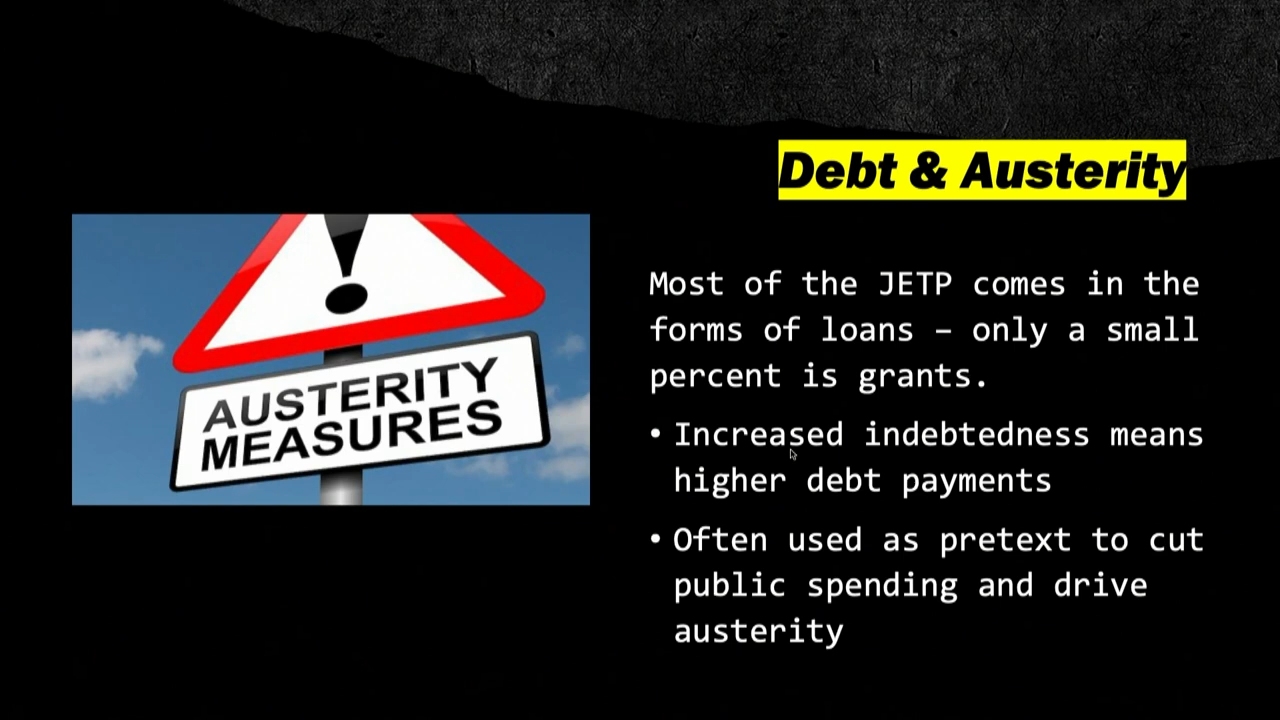 Debt & Austerity
AUSTERITY
MEASURES
Most of the JETP comes in the
forms of loans – only a small
percent is grants.
• Increased indebtedness means
higher debt payments
• Often used as pretext to cut
public spending and drive
austerity